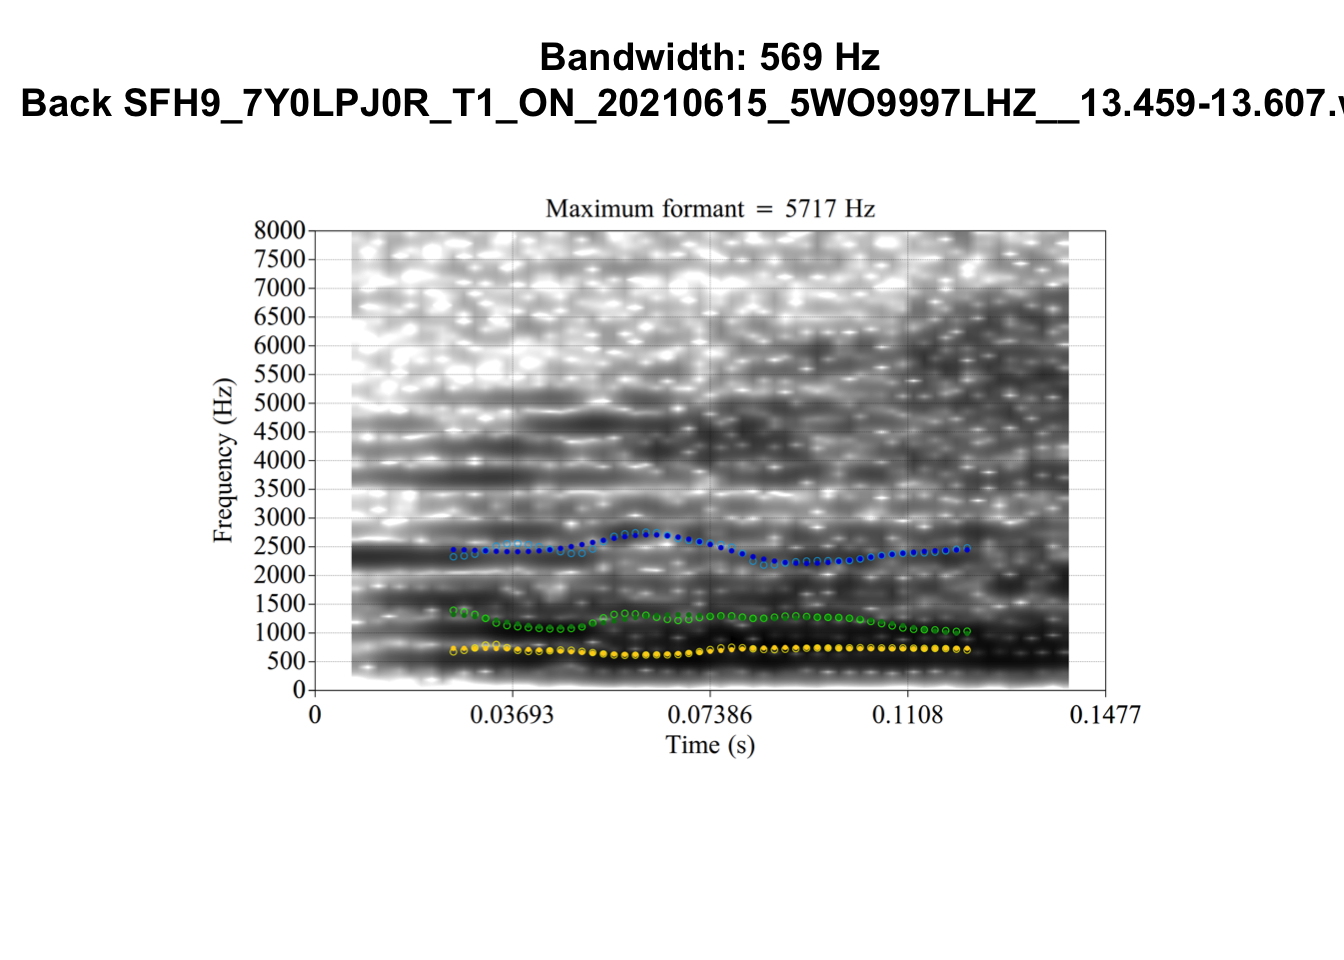 Bandwidth: 569 Hz
Back SFH9_7Y0LPJ0R_T1_ON_20210615_5WO9997LHZ__13.459-13.607.
Maximum formant = 5717 Hz
8000
7500
7000
6500
6000
5500
5000
4500
4000
3500
3000
2500
2000
1500
1000
500
0
Frequency (Hz)
0 0.03693 0.07386 0.1108 0.1477
Time (s)